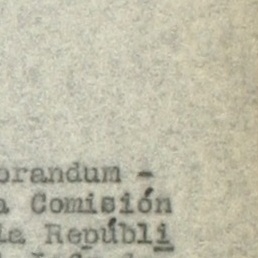 orandum -
a Comisión
la Repúbli